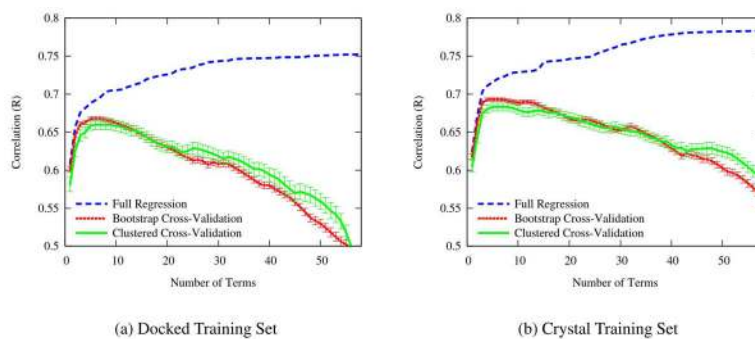 0.8
0.75
0.7
0.65
0.6
0.55
0.5
Correlation (R)
Full Regression
Bootstrap Cross-Validation
Clustered Cross-Validation
0 10 20 30 40 50
Number of Terms
(a) Docked Training Set
0.8
0.75
0.7
0.65
0.6
0.55
0.5
Correlation (R)
Full Regression
Bootstrap Cross-Validation
Clustered Cross-Validation
0 10 20 30 40 50
Number of Terms
(b) Crystal Training Set